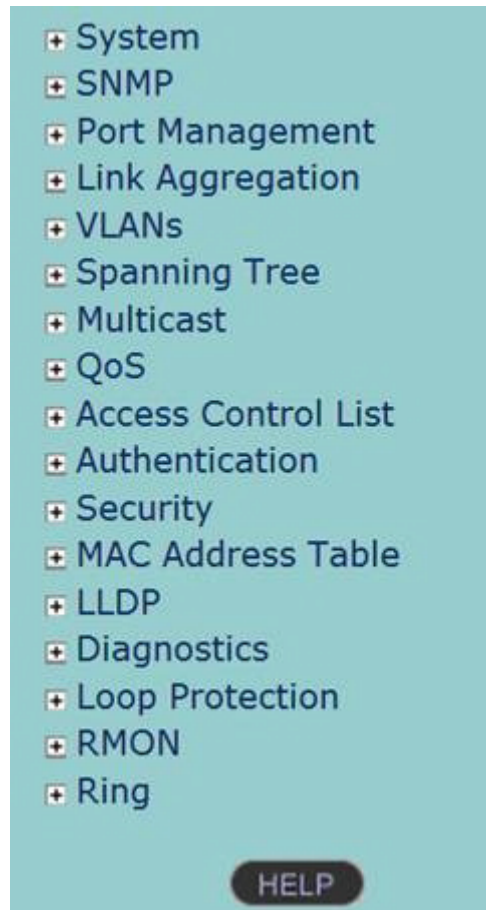 System
SNMP
Port Management
Link Aggregation
VLANs
Spanning Tree
Multicast
QoS
Access Control List
Authentication
Security
MAC Address Table
LLDP
Diagnostics
Loop Protection
RMON
Ring
HELP